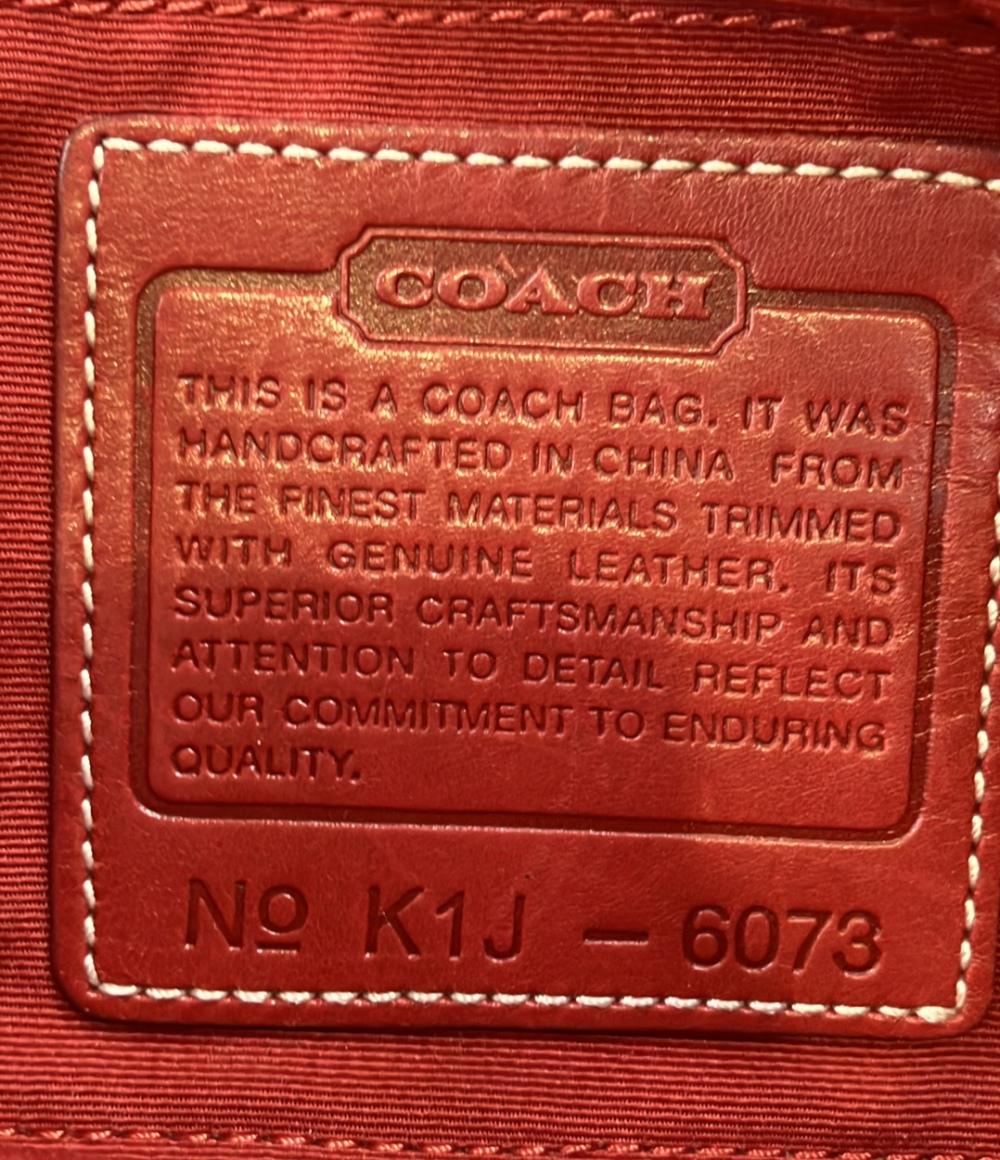 COACH
THIS IS A COACH BAG. IT WAS
HANDCRAFTED IN CHINA FROM
THE FINEST MATERIALS TRIMMED
WITH GENUINE LEATHER. ITS
SUPERIOR CRAFTSMANSHIP AND
ATTENTION TO DETAIL REFLECT
OUR COMMITMENT TO ENDURING
QUALITY.
Nº K1J - 6073